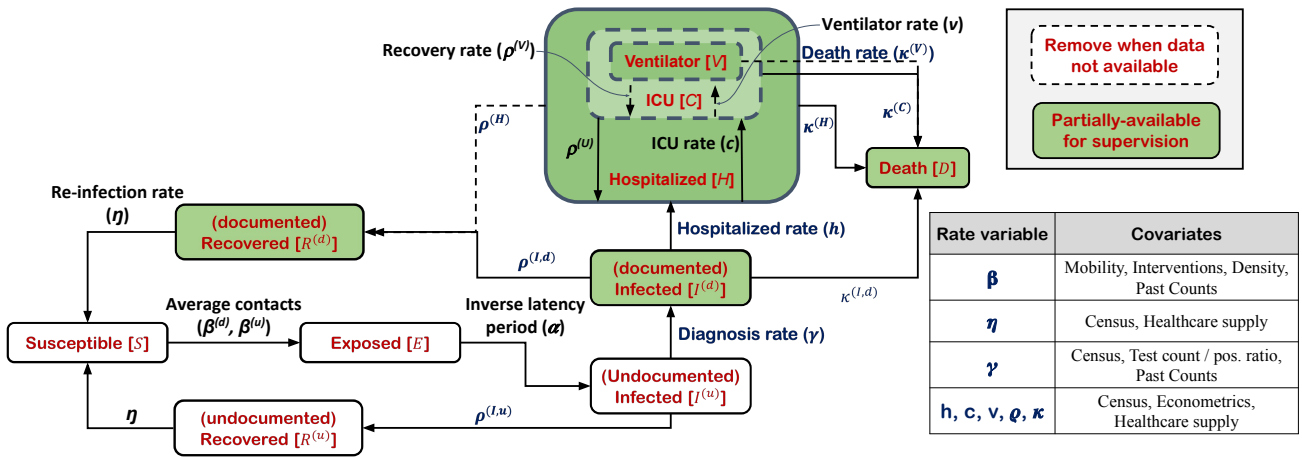 Ventilator rate (v)
Recovery rate (ρ⁽ⱽ⁾)
Death rate (κ⁽ⱽ⁾)
Ventilator [V]
ICU [C]
κ⁽ᶜ⁾
ρ⁽ᴴ⁾
κ⁽ᴴ⁾
ρ⁽ᵁ⁾
ICU rate (c)
Hospitalized [H]
Death [D]
Remove when data
not available
Partially-available
for supervision
Re-infection rate
(η)
(documented)
Recovered [R⁽ᵈ⁾]
Hospitalized rate (h)
ρ⁽ᴵ,ᵈ⁾
(documented)
Infected [I⁽ᵈ⁾]
κ⁽ᴵ,ᵈ⁾
Average contacts
(β⁽ᵈ⁾, β⁽ᵘ⁾)
Inverse latency
period (α)
Diagnosis rate (γ)
Susceptible [S]
Exposed [E]
(Undocumented)
Infected [I⁽ᵘ⁾]
η
(undocumented)
Recovered [R⁽ᵘ⁾]
ρ⁽ᴵ,ᵘ⁾
Rate variable Covariates
β Mobility, Interventions, Density,
Past Counts
η Census, Healthcare supply
γ Census, Test count / pos. ratio,
Past Counts
h, c, v, ϱ, κ Census, Econometrics,
Healthcare supply